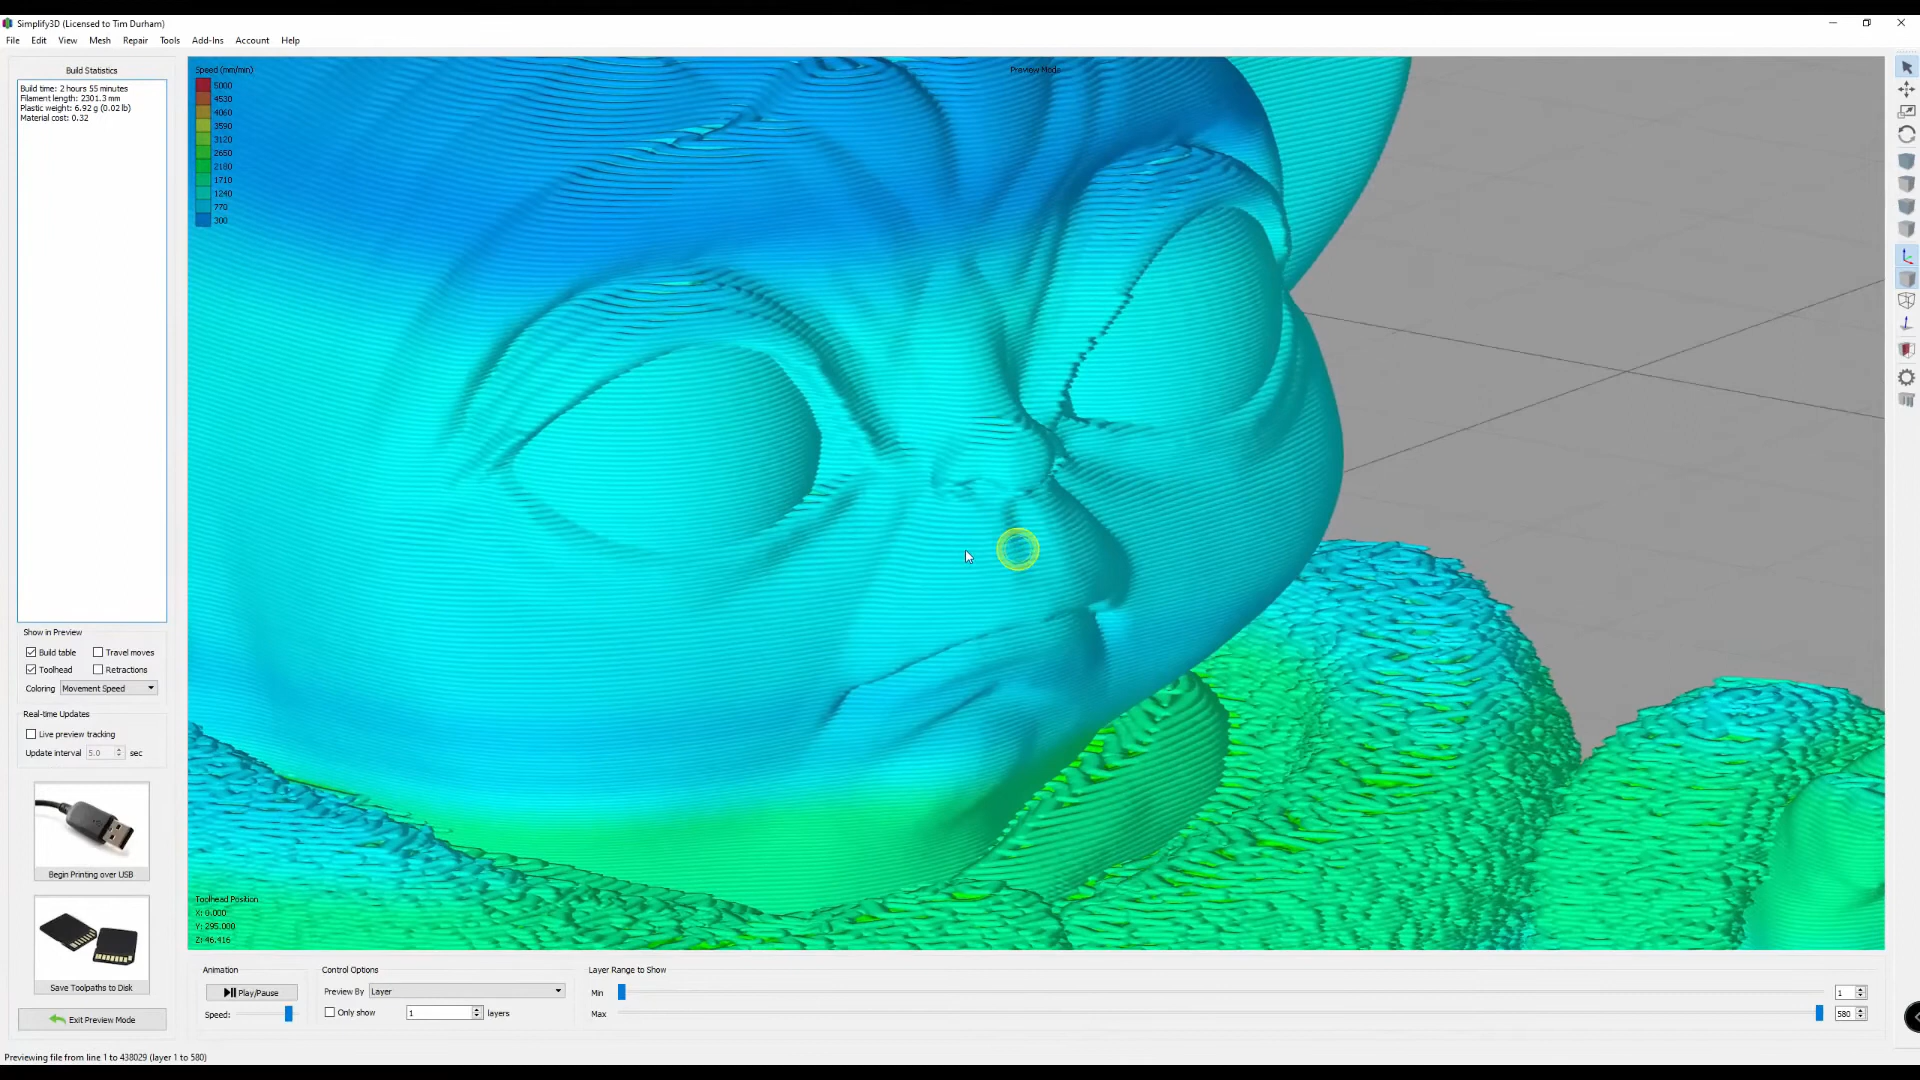 Simplify3D (Licensed to Tim Durham)
File Edit View Mesh Repair Tools Add-Ins Account Help
Build Statistics
Build time: 2 hours 55 minutes
Filament length: 2301.3 mm
Plastic weight: 6.92 g (0.02 lb)
Material cost: 0.32
Speed (mm/min)
5000
4530
4060
3590
3120
2650
2180
1710
1240
770
300
Preview Mode
Show in Preview
Build table Travel moves
Toolhead Retractions
Coloring Movement Speed
Real-time Updates
Live preview tracking
Update interval 5.0 sec
Begin Printing over USB
Save Toolpaths to Disk
Exit Preview Mode
Toolhead Position
X: 0.000
Y: 295.000
Z: 46.416
Animation
Play/Pause
Speed:
Control Options
Preview By Layer
Only show 1 layers
Layer Range to Show
Min 1
Max 580
Previewing file from line 1 to 438029 (layer 1 to 580)